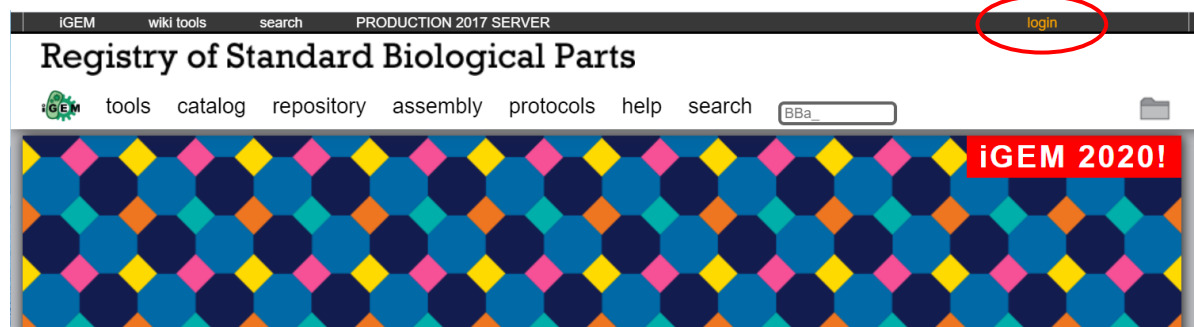 iGEM wiki tools search PRODUCTION 2017 SERVER login
Registry of Standard Biological Parts
iGEM tools catalog repository assembly protocols help search BBa_
iGEM 2020!